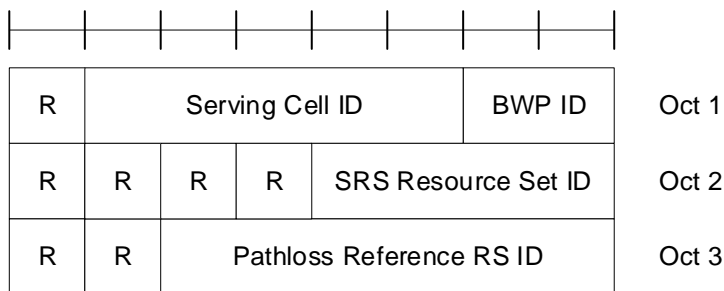 R Serving Cell ID BWP ID Oct 1
R R R R SRS Resource Set ID Oct 2
R R Pathloss Reference RS ID Oct 3